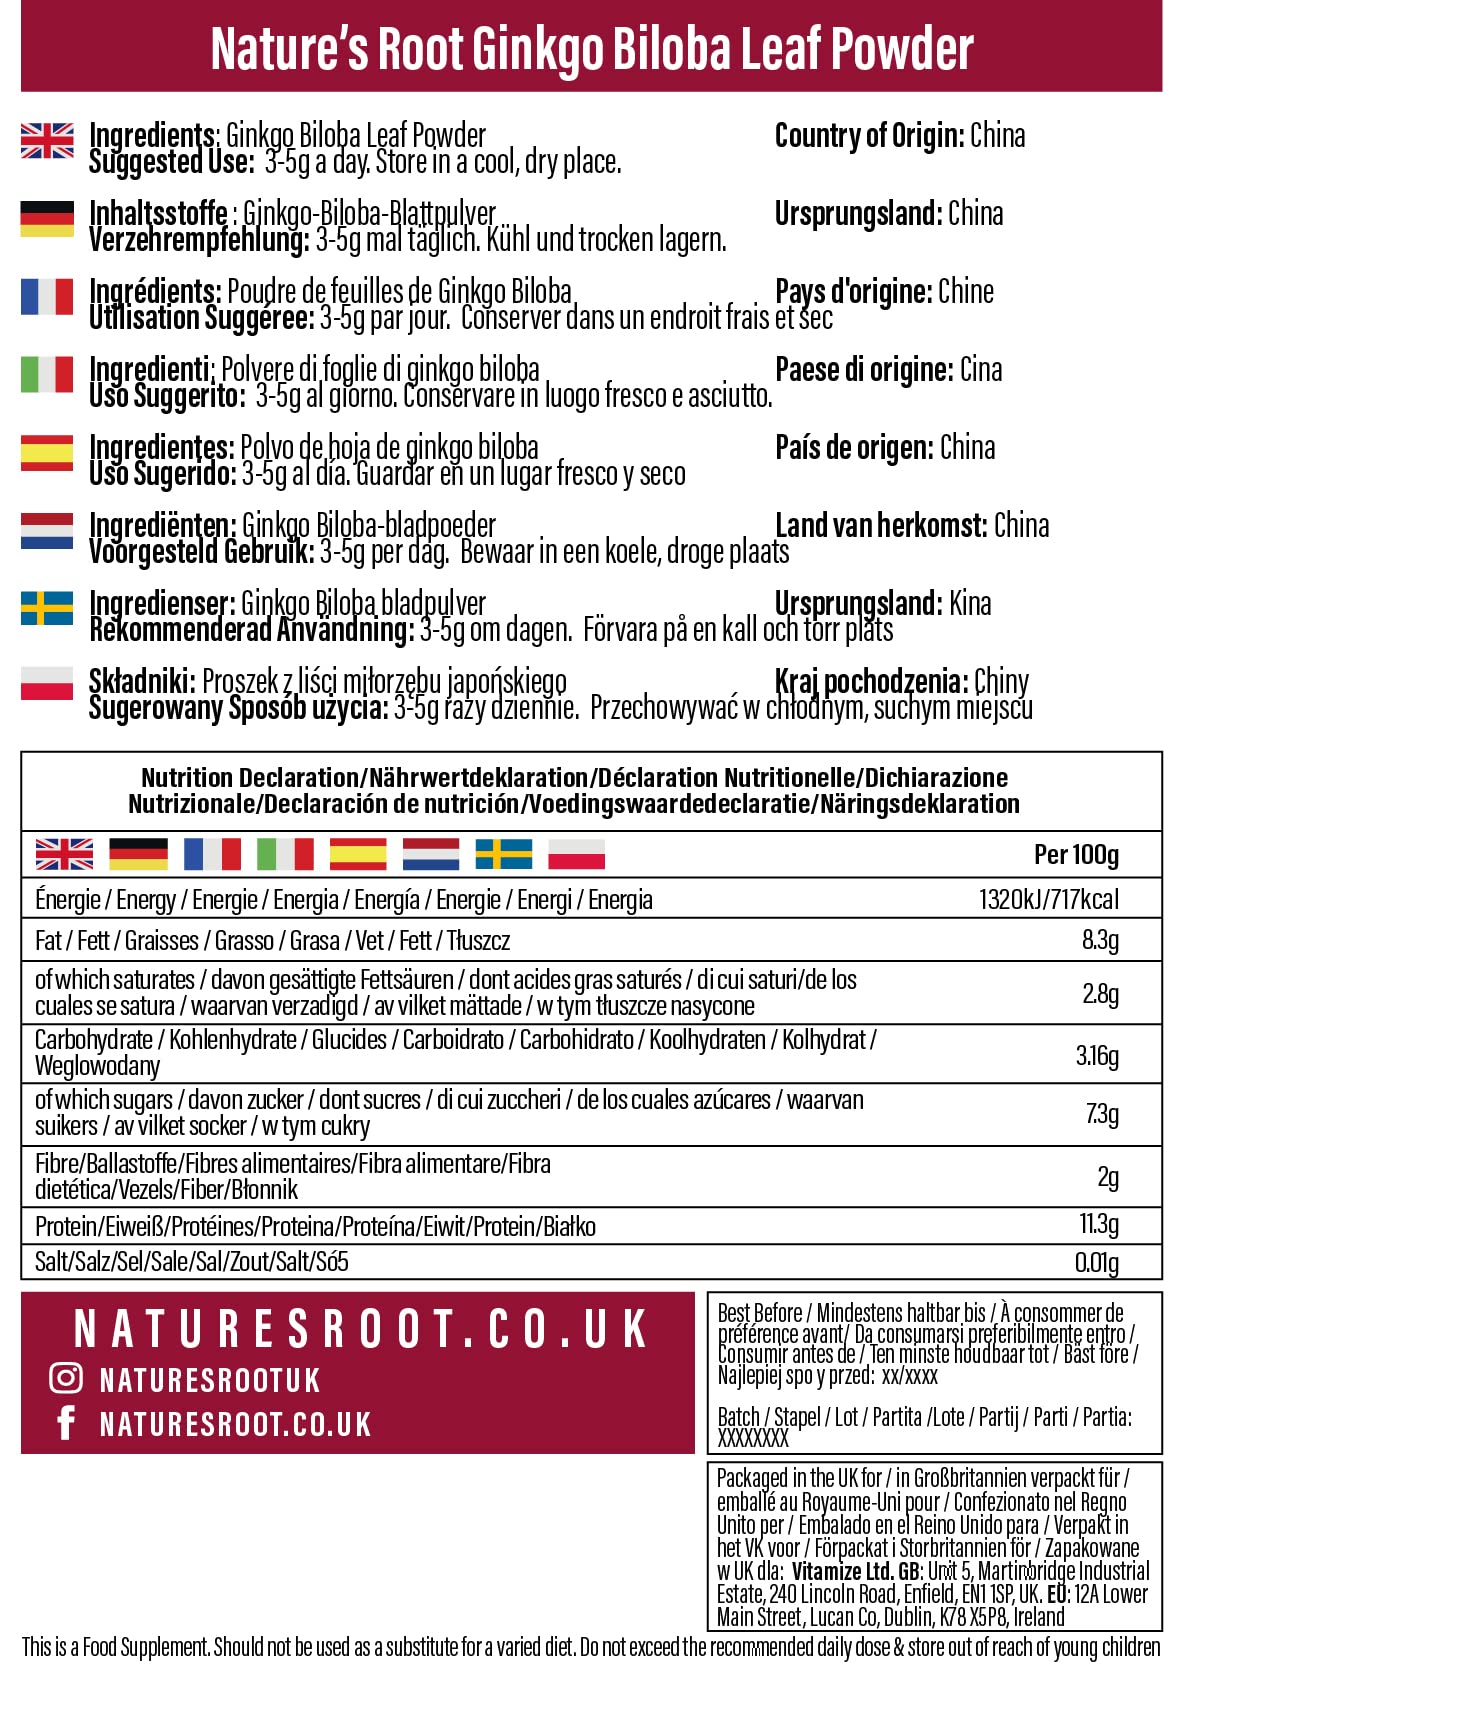 Nature's Root Ginkgo Biloba Leaf Powder
Ingredients: Ginkgo Biloba Leaf Powder
Country of Origin: China
Suggested Use: 3-5g a day. Store in a cool, dry place.
Inhaltsstoffe : Ginkgo-Biloba-Blattpulver
Ursprungsland: China
Verzehrempfehlung: 3-5g mal täglich. Kühl und trocken lagern.
Ingrédients: Poudre de feuilles de Ginkgo Biloba
Pays d'origine: Chine
Utilisation Suggéree: 3-5g par jour. Conserver dans un endroit frais et sec
Ingredienti: Polvere di foglie di ginkgo biloba
Paese di origine: Cina
Uso Suggerito: 3-5g al giorno. Conservare in luogo fresco e asciutto.
Ingredientes: Polvo de hoja de ginkgo biloba
País de origen: China
Uso Sugerido: 3-5g al día. Guardar en un lugar fresco y seco
Ingrediënten: Ginkgo Biloba-bladpoeder
Land van herkomst: China
Voorgesteld Gebruik: 3-5g per dag. Bewaar in een koele, droge plaats
Ingredienser: Ginkgo Biloba bladpulver
Ursprungsland: Kina
Rekommenderad Användning: 3-5g om dagen. Förvara på en kall och torr plats
Składniki: Proszek z liści miłorzębu japońskiego
Kraj pochodzenia: Chiny
Sugerowany Sposób użycia: 3-5g razy dziennie. Przechowywać w chłodnym, suchym miejscu
Nutrition Declaration/Nährwertdeklaration/Déclaration Nutritionelle/Dichiarazione
Nutrizionale/Declaración de nutrición/Voedingswaardedeclaratie/Näringsdeklaration
Per 100g
Énergie / Energy / Energie / Energia / Energía / Energie / Energi / Energia
1320kJ/717kcal
Fat / Fett / Graisses / Grasso / Grasa / Vet / Fett / Tłuszcz
8.3g
of which saturates / davon gesättigte Fettsäuren / dont acides gras saturés / di cui saturi/de los
cuales se satura / waarvan verzadigd / av vilket mättade / w tym tłuszcze nasycone
2.8g
Carbohydrate / Kohlenhydrate / Glucides / Carboidrato / Carbohidrato / Koolhydraten / Kolhydrat /
Weglowodany
3.16g
of which sugars / davon zucker / dont sucres / di cui zuccheri / de los cuales azúcares / waarvan
suikers / av vilket socker / w tym cukry
7.3g
Fibre/Ballastoffe/Fibres alimentaires/Fibra alimentare/Fibra
dietética/Vezels/Fiber/Błonnik
2g
Protein/Eiweiß/Protéines/Proteina/Proteína/Eiwit/Protein/Białko
11.3g
Salt/Salz/Sel/Sale/Sal/Zout/Salt/Só5
0.01g
NATURESROOT.CO.UK
NATURESROOTUK
NATURESROOT.CO.UK
Best Before / Mindestens haltbar bis / À consommer de
préférence avant/ Da consumarsi preferibilmente entro /
Consumir antes de / Ten minste houdbaar tot / Bäst före /
Najlepiej spo y przed: xx/xxxx
Batch / Stapel / Lot / Partita /Lote / Partij / Parti / Partia:
XXXXXXXX
Packaged in the UK for / in Großbritannien verpackt für /
emballé au Royaume-Uni pour / Confezionato nel Regno
Unito per / Embalado en el Reino Unido para / Verpakt in
het VK voor / Förpackat i Storbritannien för / Zapakowane
w UK dla: Vitamize Ltd. GB: Unit 5, Martinbridge Industrial
Estate, 240 Lincoln Road, Enfield, EN1 1SP, UK. EU: 12A Lower
Main Street, Lucan Co, Dublin, K78 X5P8, Ireland
This is a Food Supplement. Should not be used as a substitute for a varied diet. Do not exceed the recommended daily dose & store out of reach of young children